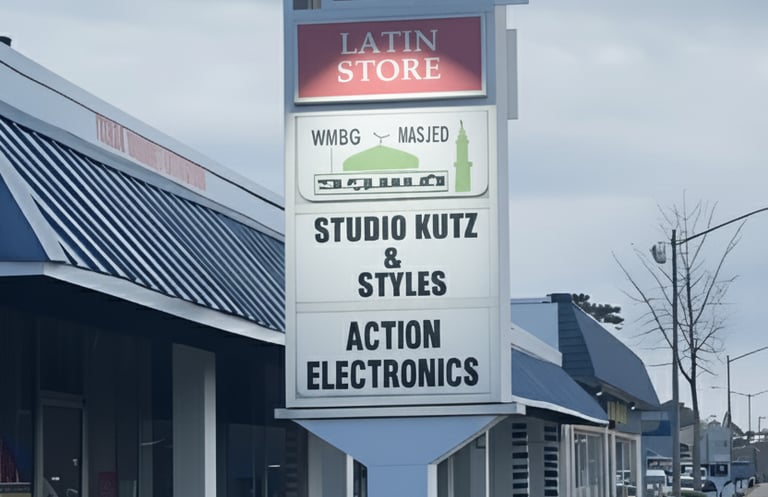 LATIN
STORE
WMBG MASJED
STUDIO KUTZ
&
STYLES
ACTION
ELECTRONICS